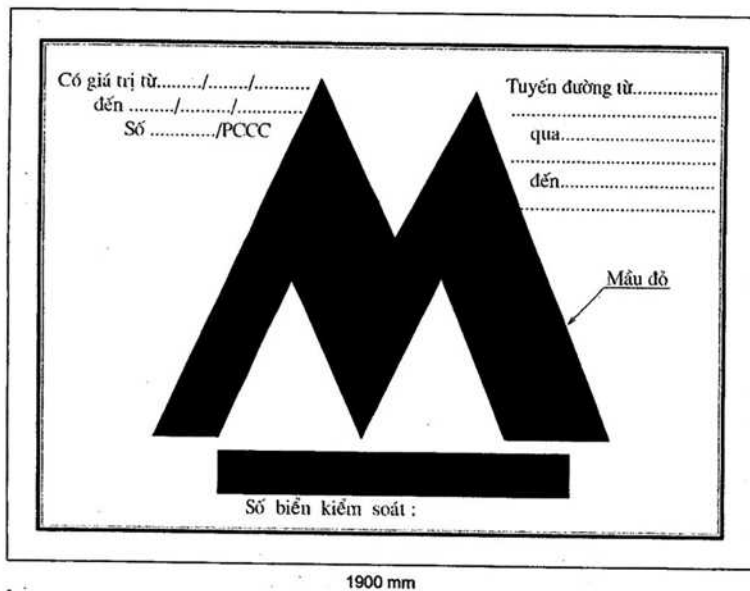 Có giá trị từ........./......../...........
đến ......../........../.............
Số ............/PCCC
Tuyến đường từ...............
....................................................
qua.......................................
....................................................
đến.......................................
..................................................
Mầu đỏ
Số biển kiểm soát :
1900 mm